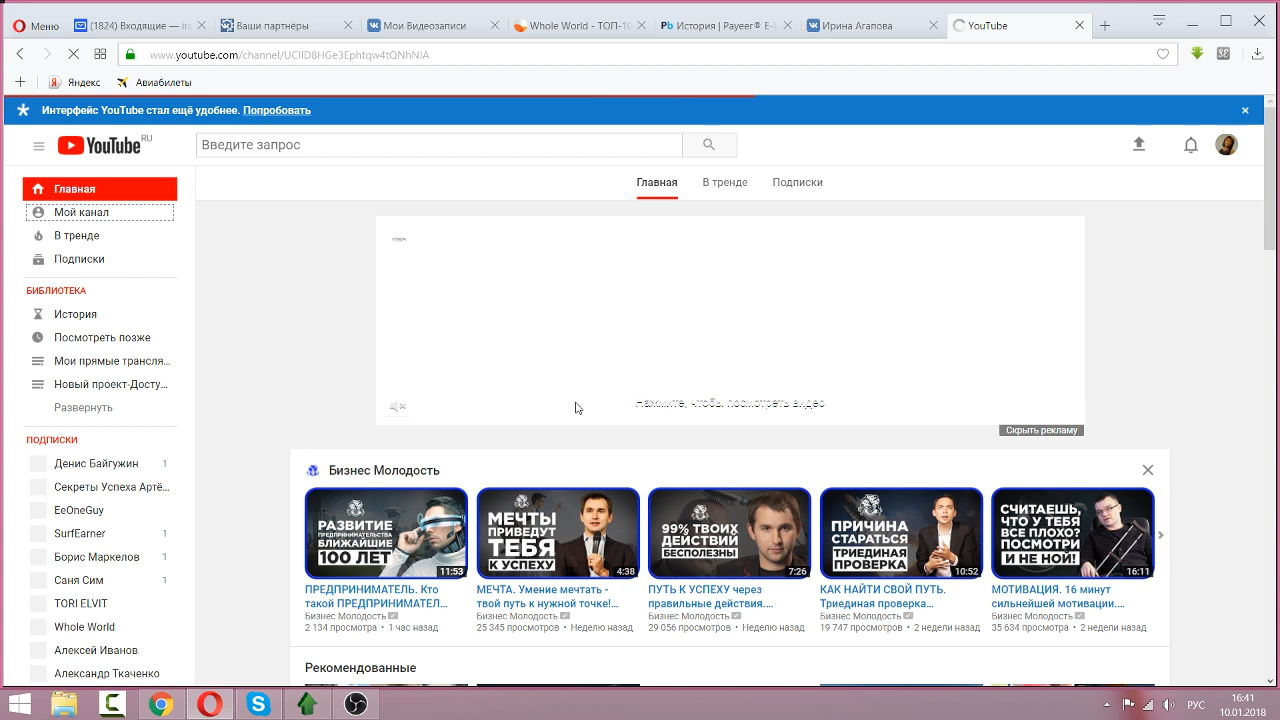 Меню
(1824) Входящие — ira
Ваши партнёры
Мои Видеозаписи
Whole World - ТОП-10
История | Payeer® E-
Ирина Агапова
YouTube
www.youtube.com/channel/UCIlD8HGe3Ephtqw4tQNhNIA
Яндекс
Авиабилеты
Интерфейс YouTube стал ещё удобнее. Попробовать
YouTube RU
Введите запрос
Главная
В тренде
Подписки
Главная
Мой канал
В тренде
Подписки
БИБЛИОТЕКА
История
Посмотреть позже
Мои прямые трансля...
Новый проект-Досту...
Развернуть
ПОДПИСКИ
Денис Байгужин 1
Секреты Успеха Артё...
EeOneGuy
SurfEarner 1
Борис Маркелов 1
Саня Сим 1
TORI ELVIT
Whole World
Алексей Иванов
Александр Ткаченко
Нажмите, чтобы посмотреть видео
Скрыть рекламу
Бизнес Молодость
РАЗВИТИЕ
ПРЕДПРИНИМАТЕЛЬСТВА
БЛИЖАЙШИЕ
100 ЛЕТ
11:53
ПРЕДПРИНИМАТЕЛЬ. Кто
такой ПРЕДПРИНИМАТЕЛ...
Бизнес Молодость
2 134 просмотра • 1 час назад
МЕЧТЫ
ПРИВЕДУТ
ТЕБЯ
К УСПЕХУ
4:38
МЕЧТА. Умение мечтать -
твой путь к нужной точке!...
Бизнес Молодость
25 345 просмотров • Неделю назад
99% ТВОИХ
ДЕЙСТВИЙ
БЕСПОЛЕЗНЫ
7:26
ПУТЬ К УСПЕХУ через
правильные действия....
Бизнес Молодость
29 056 просмотров • Неделю назад
ПРИЧИНА
СТАРАТЬСЯ
ТРИЕДИНАЯ
ПРОВЕРКА
10:52
КАК НАЙТИ СВОЙ ПУТЬ.
Триединая проверка...
Бизнес Молодость
19 747 просмотров • 2 недели назад
СЧИТАЕШЬ,
ЧТО У ТЕБЯ
ВСЕ ПЛОХО?
ПОСМОТРИ
И НЕ НОЙ!
16:11
МОТИВАЦИЯ. 16 минут
сильнейшей мотивации....
Бизнес Молодость
35 634 просмотра • 2 недели назад
Рекомендованные
РУС
16:41
10.01.2018